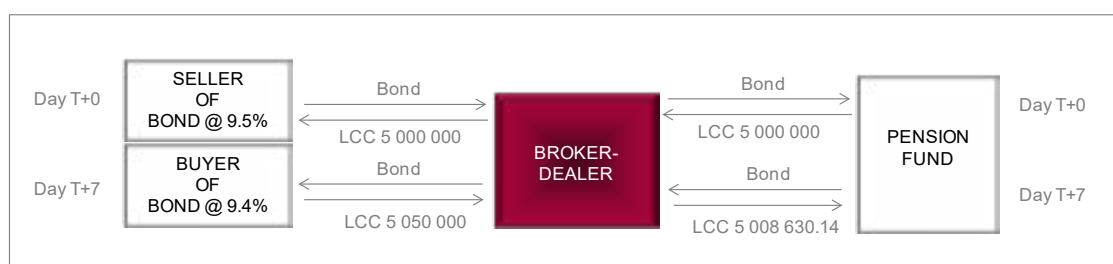 Day T+0
SELLER
OF
BOND @ 9.5%
Bond
LCC 5 000 000
Bond
LCC 5 000 000
Day T+0
BROKER-
DEALER
PENSION
FUND
Day T+7
BUYER
OF
BOND @ 9.4%
Bond
LCC 5 050 000
Bond
LCC 5 008 630.14
Day T+7